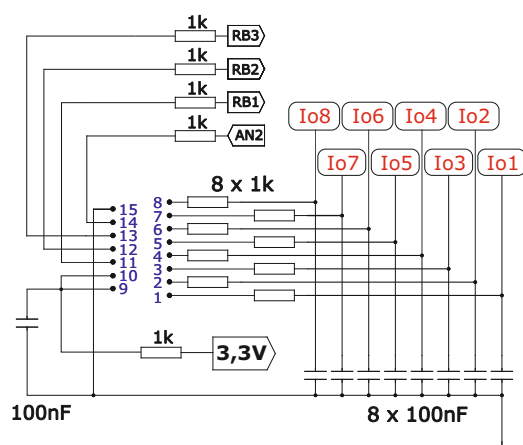 1k
RB3
1k
RB2
1k
RB1
1k
AN2
Io8
Io6
Io4
Io2
Io7
Io5
Io3
Io1
8 x 1k
15
14
13
12
11
10
9
8
7
6
5
4
3
2
1
1k
3,3V
100nF
8 x 100nF